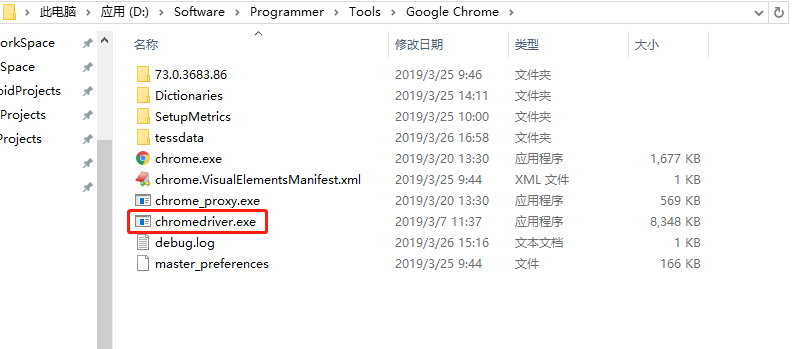 此电脑 › 应用 (D:) › Software › Programmer › Tools › Google Chrome ›
名称 修改日期 类型 大小
orkSpace
Space
oidProjects
Projects
Projects
73.0.3683.86 2019/3/25 9:46 文件夹
Dictionaries 2019/3/25 14:11 文件夹
SetupMetrics 2019/3/25 10:00 文件夹
tessdata 2019/3/26 16:58 文件夹
chrome.exe 2019/3/20 13:30 应用程序 1,677 KB
chrome.VisualElementsManifest.xml 2019/3/25 9:44 XML 文件 1 KB
chrome_proxy.exe 2019/3/20 13:30 应用程序 569 KB
chromedriver.exe 2019/3/7 11:37 应用程序 8,348 KB
debug.log 2019/3/26 15:16 文本文档 1 KB
master_preferences 2019/3/25 9:44 文件 166 KB